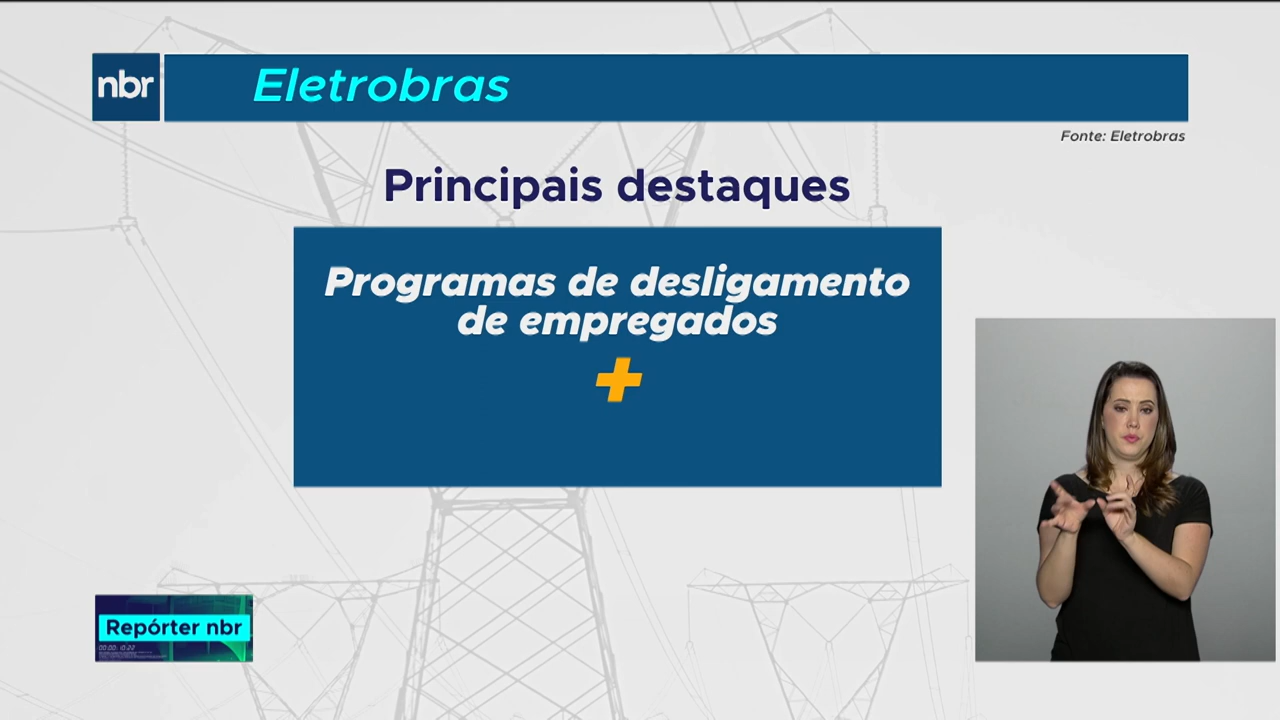 nbr
Eletrobras
Fonte: Eletrobras
Principais destaques
Programas de desligamento
de empregados
+
Repórter nbr